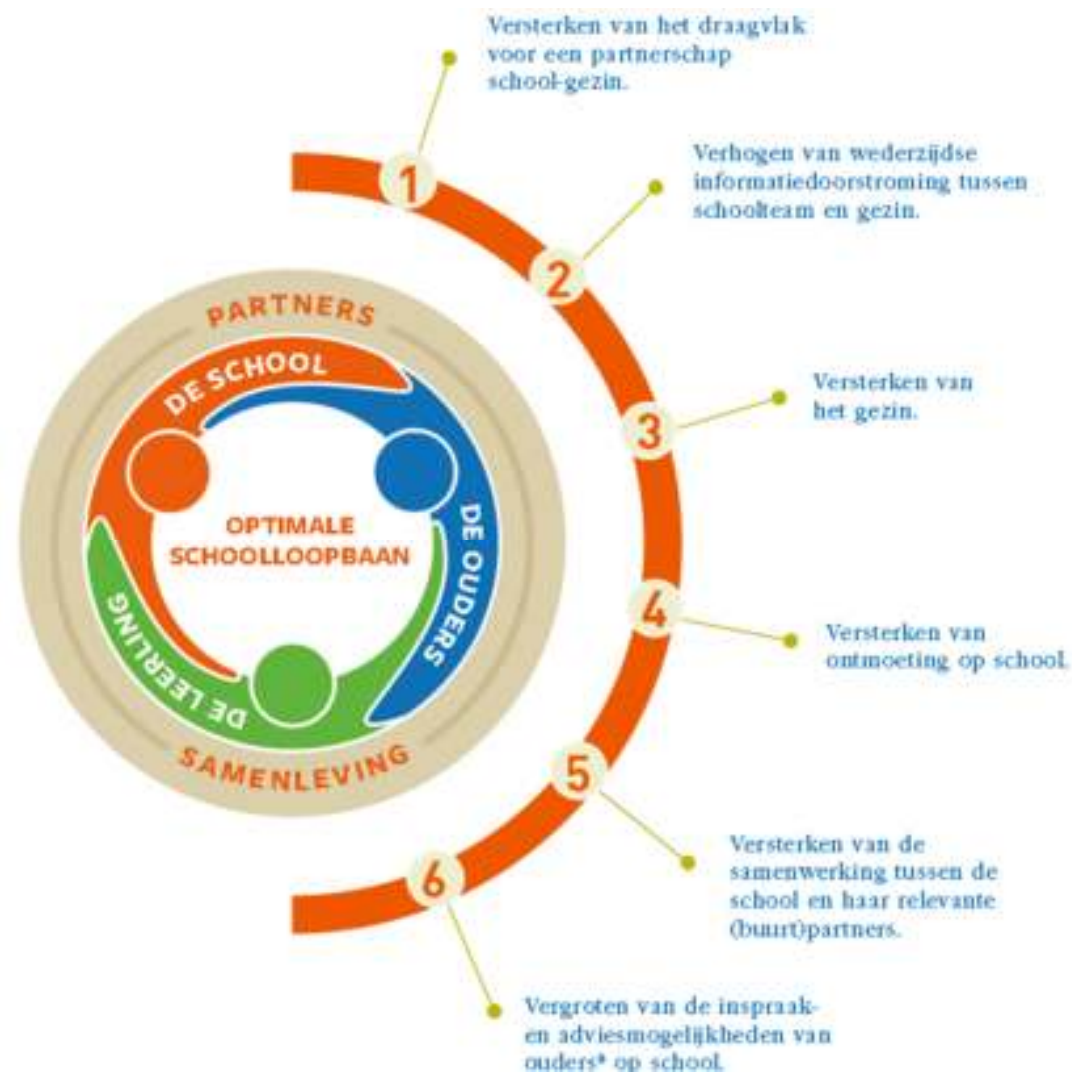 Versterken van het draagvlak
voor een partnerschap
school-gezin.
1
Verhogen van wederzijdse
informatiedoorstroming tussen
schoolteam en gezin.
2
Versterken van
het gezin.
3
Versterken van
ontmoeting op school.
4
Versterken van de
samenwerking tussen de
school en haar relevante
(buurt)partners.
5
Vergroten van de inspraak-
en adviesmogelijkheden van
ouders* op school.
6
PARTNERS
DE SCHOOL
DE OUDERS
OPTIMALE
SCHOOLLOOPBAAN
DE LEERLING
SAMENLEVING